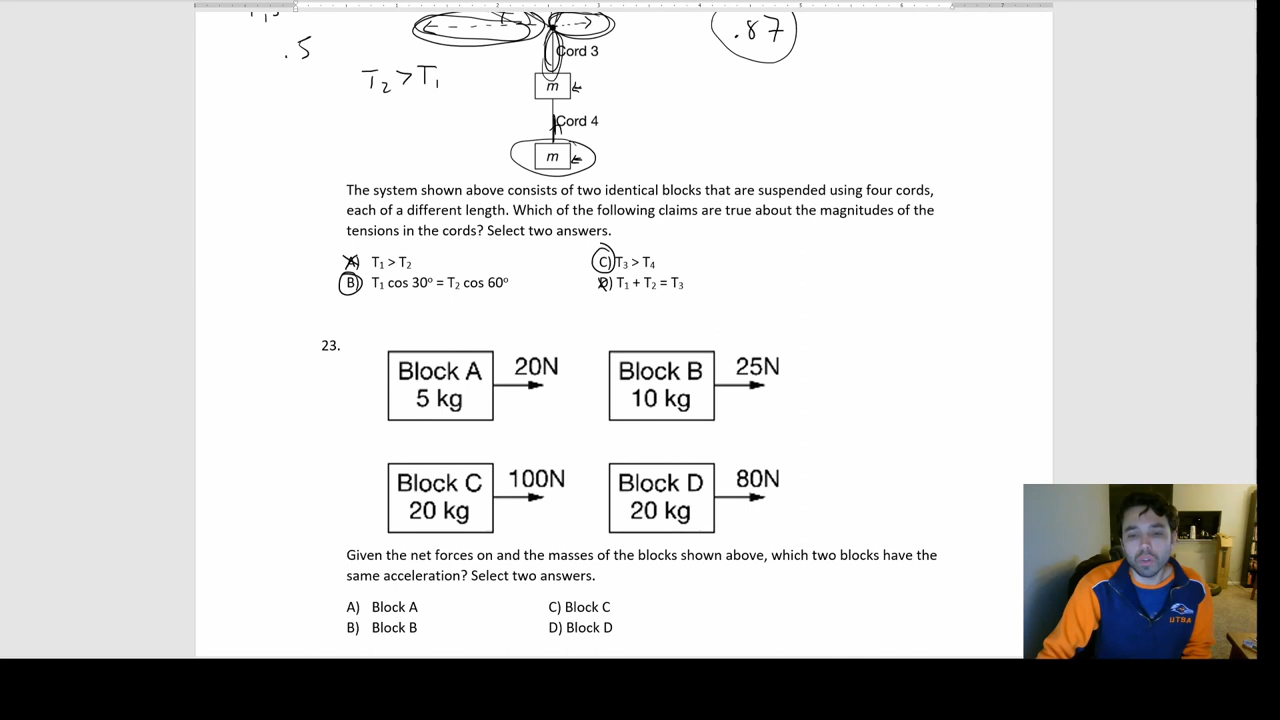 .5
T₂ > T₁
.87
Cord 3
m
Cord 4
m
The system shown above consists of two identical blocks that are suspended using four cords,
each of a different length. Which of the following claims are true about the magnitudes of the
tensions in the cords? Select two answers.
A) T₁ > T₂
C) T₃ > T₄
B) T₁ cos 30° = T₂ cos 60°
D) T₁ + T₂ = T₃
23.
Block A
5 kg
20N
Block B
10 kg
25N
Block C
20 kg
100N
Block D
20 kg
80N
Given the net forces on and the masses of the blocks shown above, which two blocks have the
same acceleration? Select two answers.
A) Block A
C) Block C
B) Block B
D) Block D
UTSA